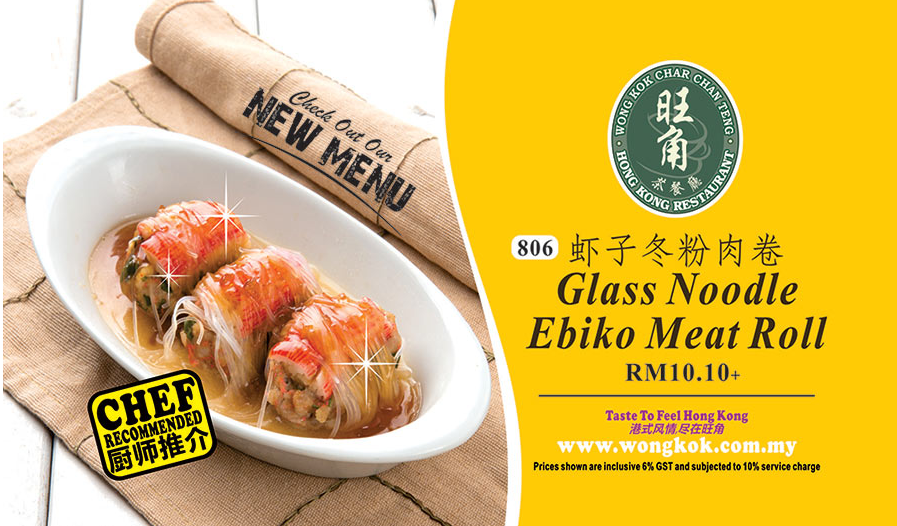 Check Out Our
NEW MENU
CHEF
RECOMMENDED
厨师推介
WONG KOK CHAR CHAN TENG
旺角
茶餐廳
HONG KONG RESTAURANT
806 虾子冬粉肉卷
Glass Noodle
Ebiko Meat Roll
RM10.10+
Taste To Feel Hong Kong
港式风情,尽在旺角
www.wongkok.com.my
Prices shown are inclusive 6% GST and subjected to 10% service charge